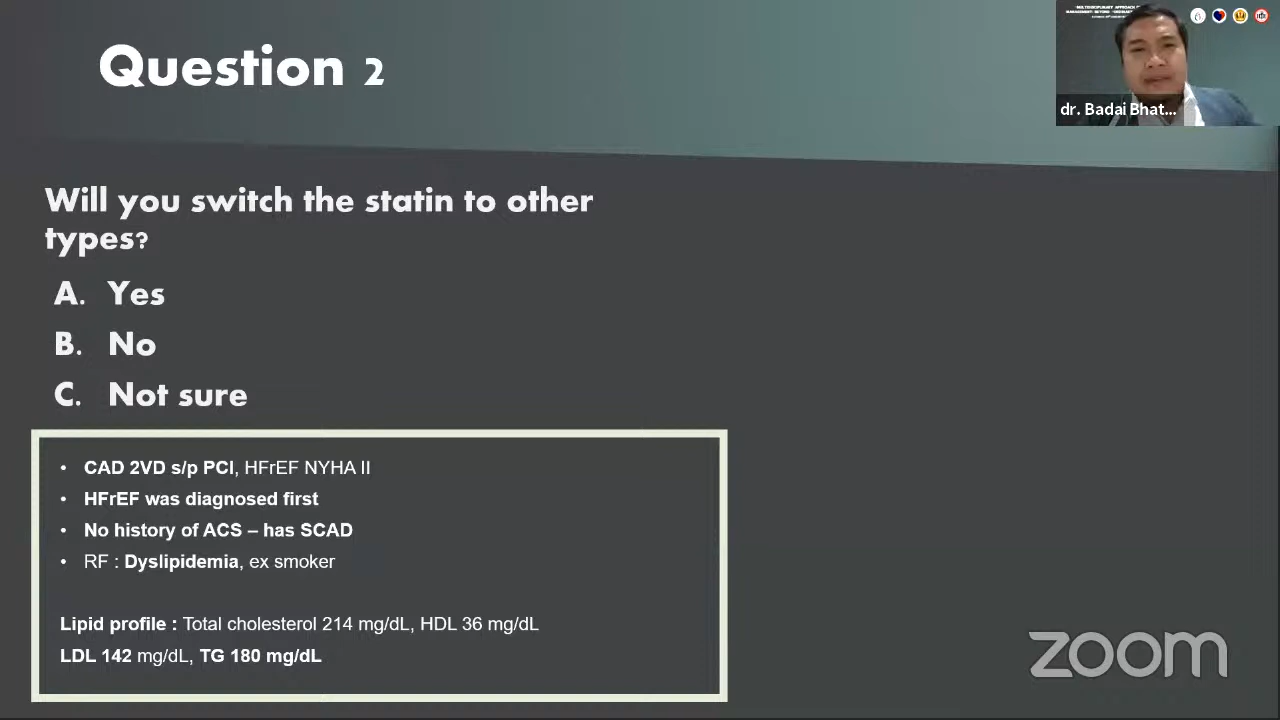 Question 2
dr. Badai Bhat...
Will you switch the statin to other
types?
A. Yes
B. No
C. Not sure
• CAD 2VD s/p PCI, HFrEF NYHA II
• HFrEF was diagnosed first
• No history of ACS – has SCAD
• RF : Dyslipidemia, ex smoker
Lipid profile : Total cholesterol 214 mg/dL, HDL 36 mg/dL
LDL 142 mg/dL, TG 180 mg/dL
zoom